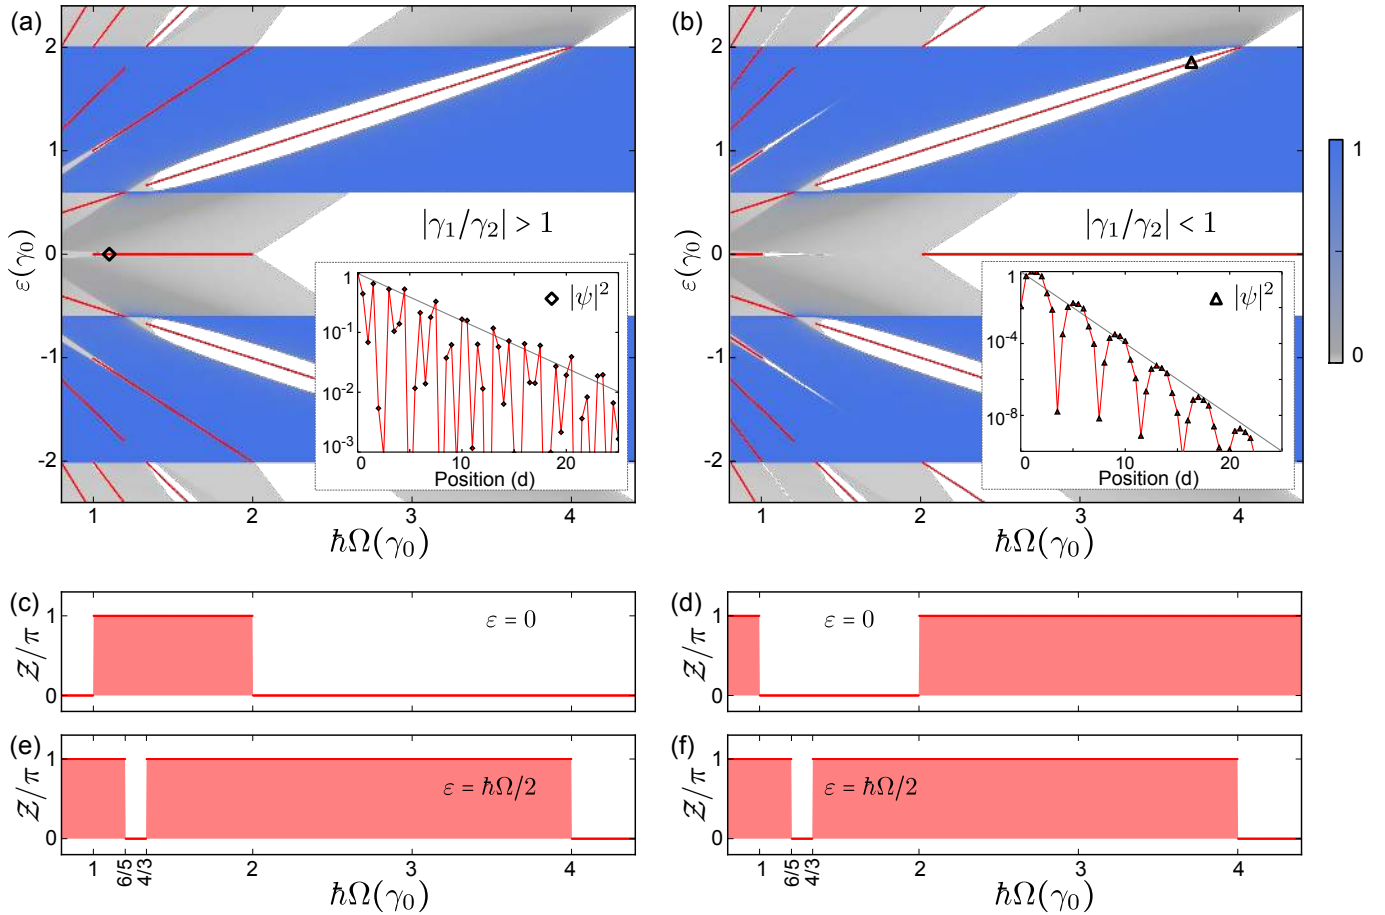 (a)
2
1
0
-1
-2
ε(γ₀)
|γ₁/γ₂| > 1
1
10⁻¹
10⁻²
10⁻³
0
10
20
Position (d)
|ψ|²
1
2
3
4
ħΩ(γ₀)
(b)
2
1
0
-1
-2
ε(γ₀)
|γ₁/γ₂| < 1
1
10⁻⁴
10⁻⁸
0
10
20
Position (d)
|ψ|²
1
2
3
4
ħΩ(γ₀)
1
0
(c)
1
0
Ƶ/π
ε = 0
(d)
1
0
Ƶ/π
ε = 0
(e)
1
0
Ƶ/π
ε = ħΩ/2
1
6/5
4/3
2
3
4
ħΩ(γ₀)
(f)
1
0
Ƶ/π
ε = ħΩ/2
1
6/5
4/3
2
3
4
ħΩ(γ₀)